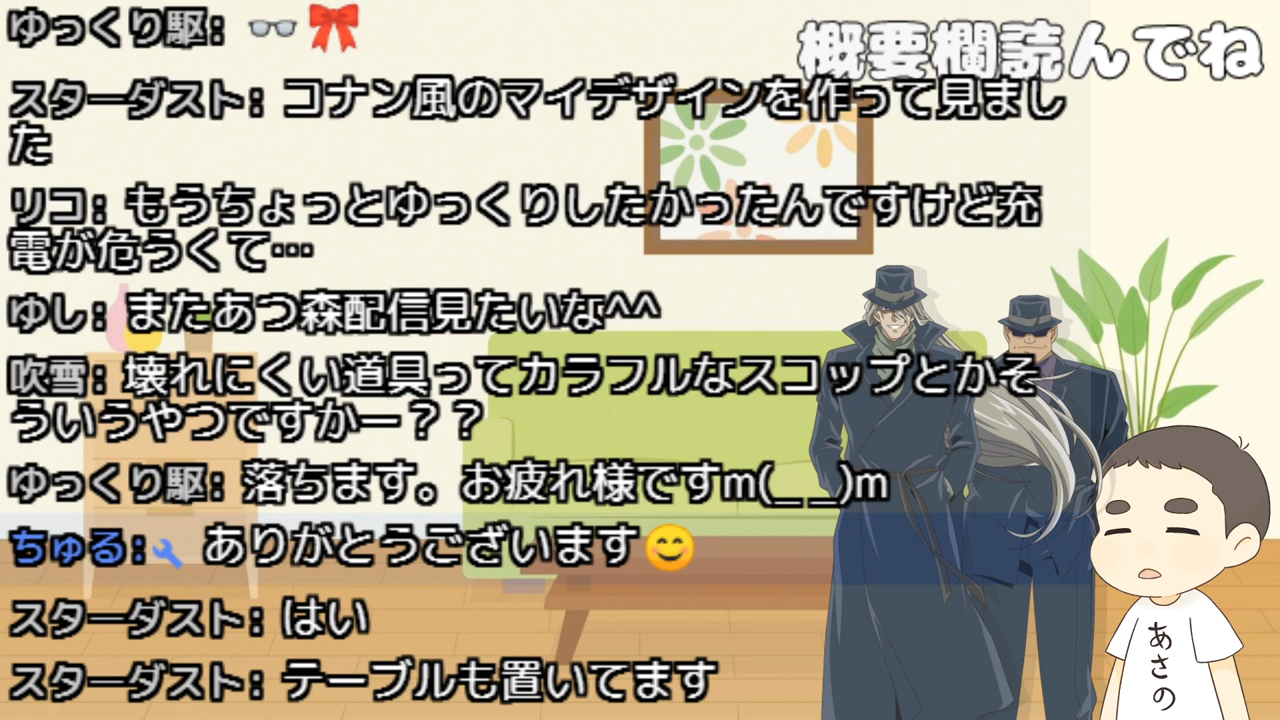 ゆっくり駆: 👓🎀
概要欄読んでね
スターダスト: コナン風のマイデザインを作って見まし
た
リコ: もうちょっとゆっくりしたかったんですけど充
電が危うくて…
ゆし: またあつ森配信見たいな^^
吹雪: 壊れにくい道具ってカラフルなスコップとかそ
ういうやつですかー？？
ゆっくり駆: 落ちます。お疲れ様ですm(_ _)m
ちゅる:🔧 ありがとうございます😊
スターダスト: はい
スターダスト: テーブルも置いてます
あさの